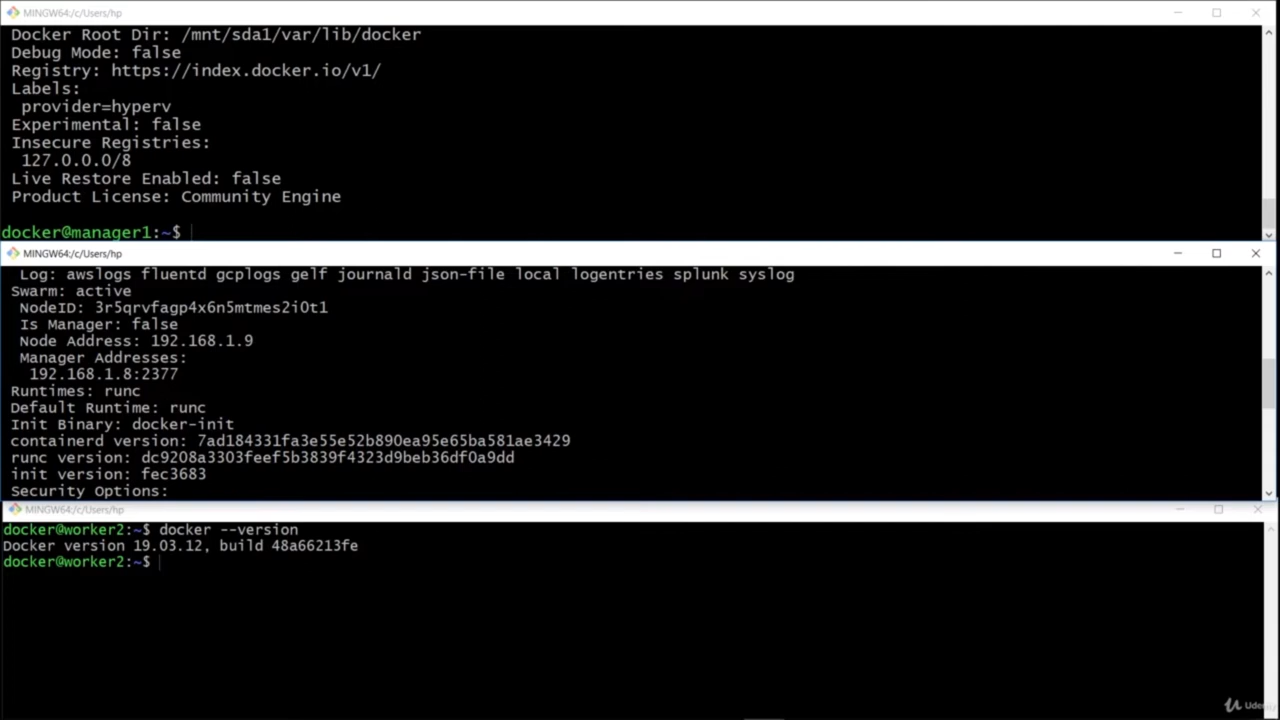 MINGW64:/c/Users/hp
Docker Root Dir: /mnt/sda1/var/lib/docker
Debug Mode: false
Registry: https://index.docker.io/v1/
Labels:
provider=hyperv
Experimental: false
Insecure Registries:
127.0.0.0/8
Live Restore Enabled: false
Product License: Community Engine
docker@manager1:~$
MINGW64:/c/Users/hp
Log: awslogs fluentd gcplogs gelf journald json-file local logentries splunk syslog
Swarm: active
NodeID: 3r5qrvfagp4x6n5mtmes2i0t1
Is Manager: false
Node Address: 192.168.1.9
Manager Addresses:
192.168.1.8:2377
Runtimes: runc
Default Runtime: runc
Init Binary: docker-init
containerd version: 7ad184331fa3e55e52b890ea95e65ba581ae3429
runc version: dc9208a3303feef5b3839f4323d9beb36df0a9dd
init version: fec3683
Security Options:
MINGW64:/c/Users/hp
docker@worker2:~$ docker --version
Docker version 19.03.12, build 48a66213fe
docker@worker2:~$